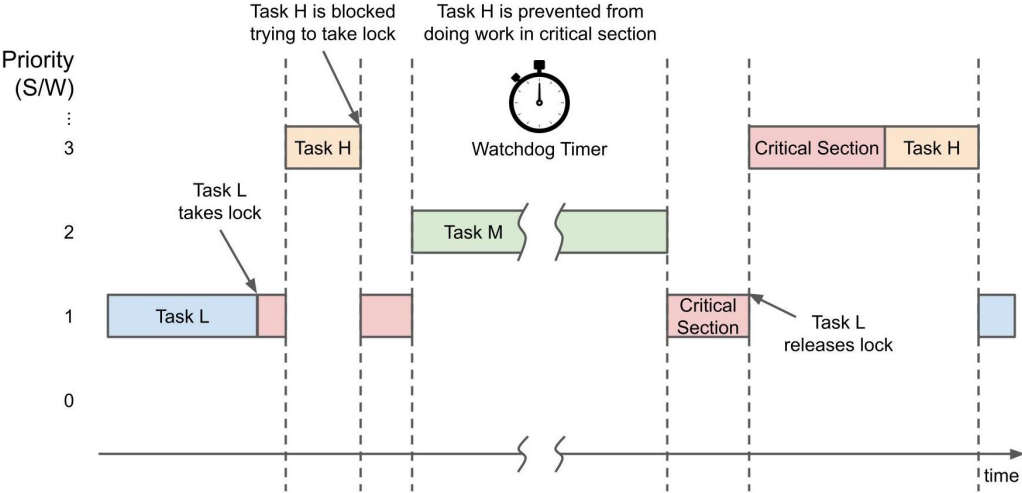 Task H is blocked
trying to take lock
Task H is prevented from
doing work in critical section
Priority
(S/W)
⋮
3
Task H
Watchdog Timer
Critical Section
Task H
Task L
takes lock
2
Task M
1
Task L
Critical
Section
Task L
releases lock
0
time